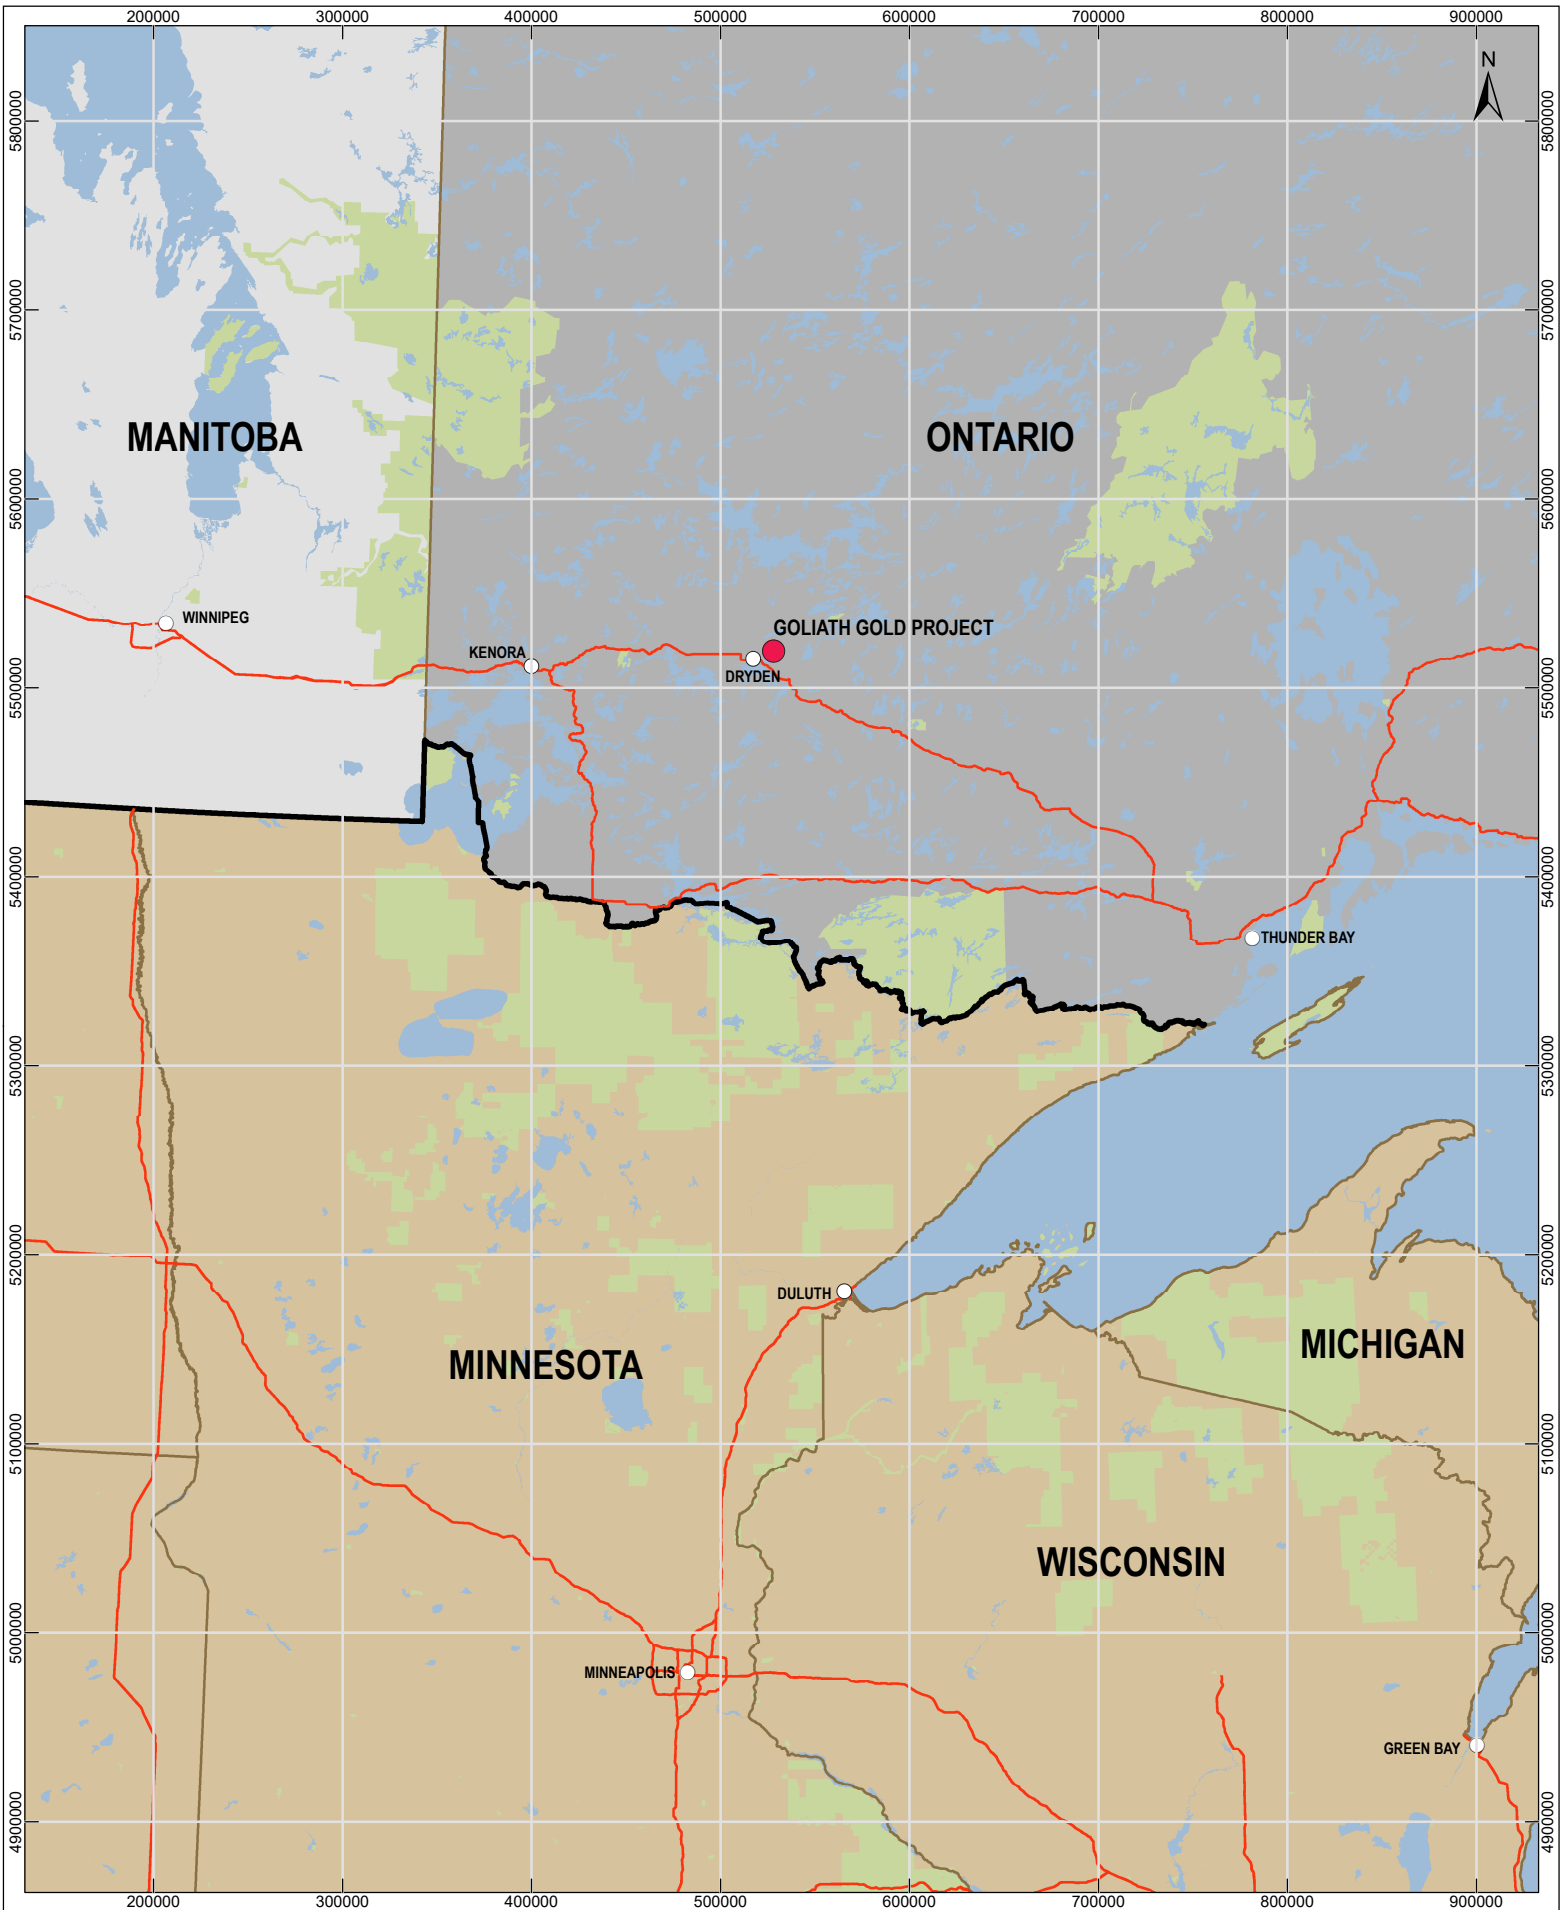 200000 300000 400000 500000 600000 700000 800000 900000
N
5800000 5800000
5700000 5700000
MANITOBA ONTARIO
5600000 5600000
WINNIPEG
GOLIATH GOLD PROJECT
KENORA
DRYDEN
5500000 5500000
5400000 5400000
THUNDER BAY
5300000 5300000
5200000 5200000
DULUTH
MICHIGAN
MINNESOTA
5100000 5100000
WISCONSIN
5000000 5000000
MINNEAPOLIS
GREEN BAY
4900000 4900000
200000 300000 400000 500000 600000 700000 800000 900000